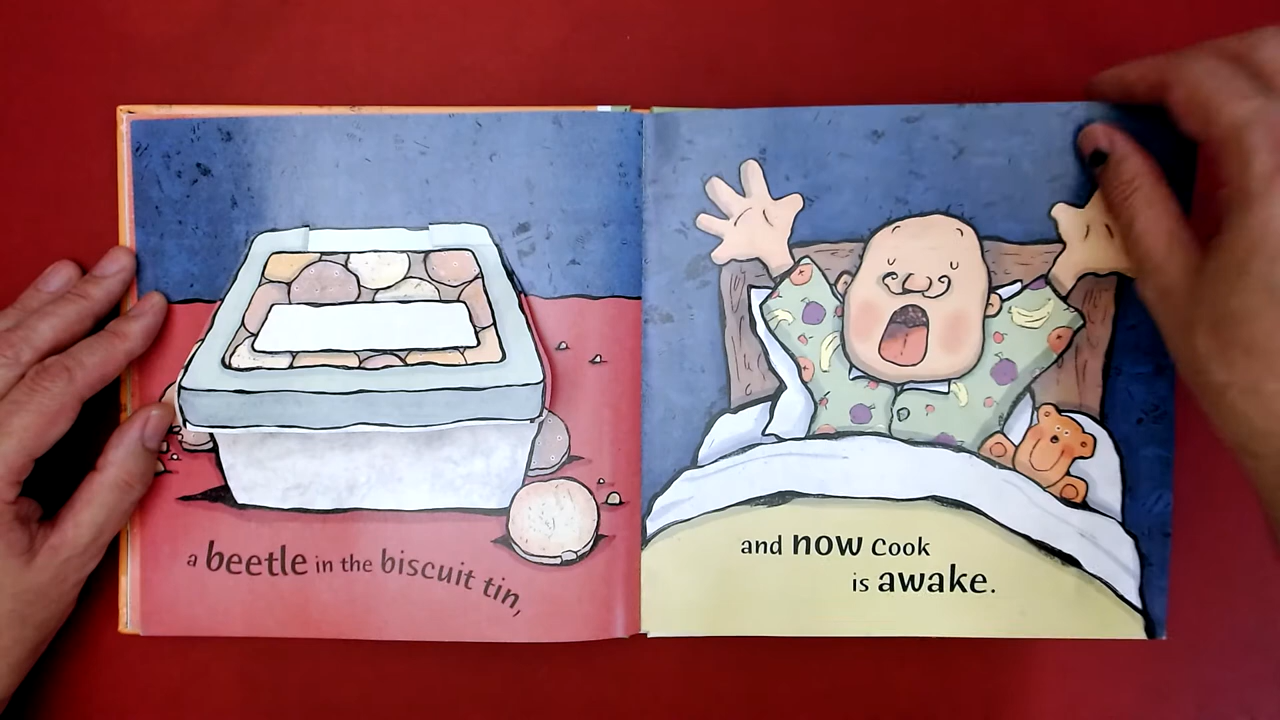 a beetle in the biscuit tin,
and now Cook
is awake.